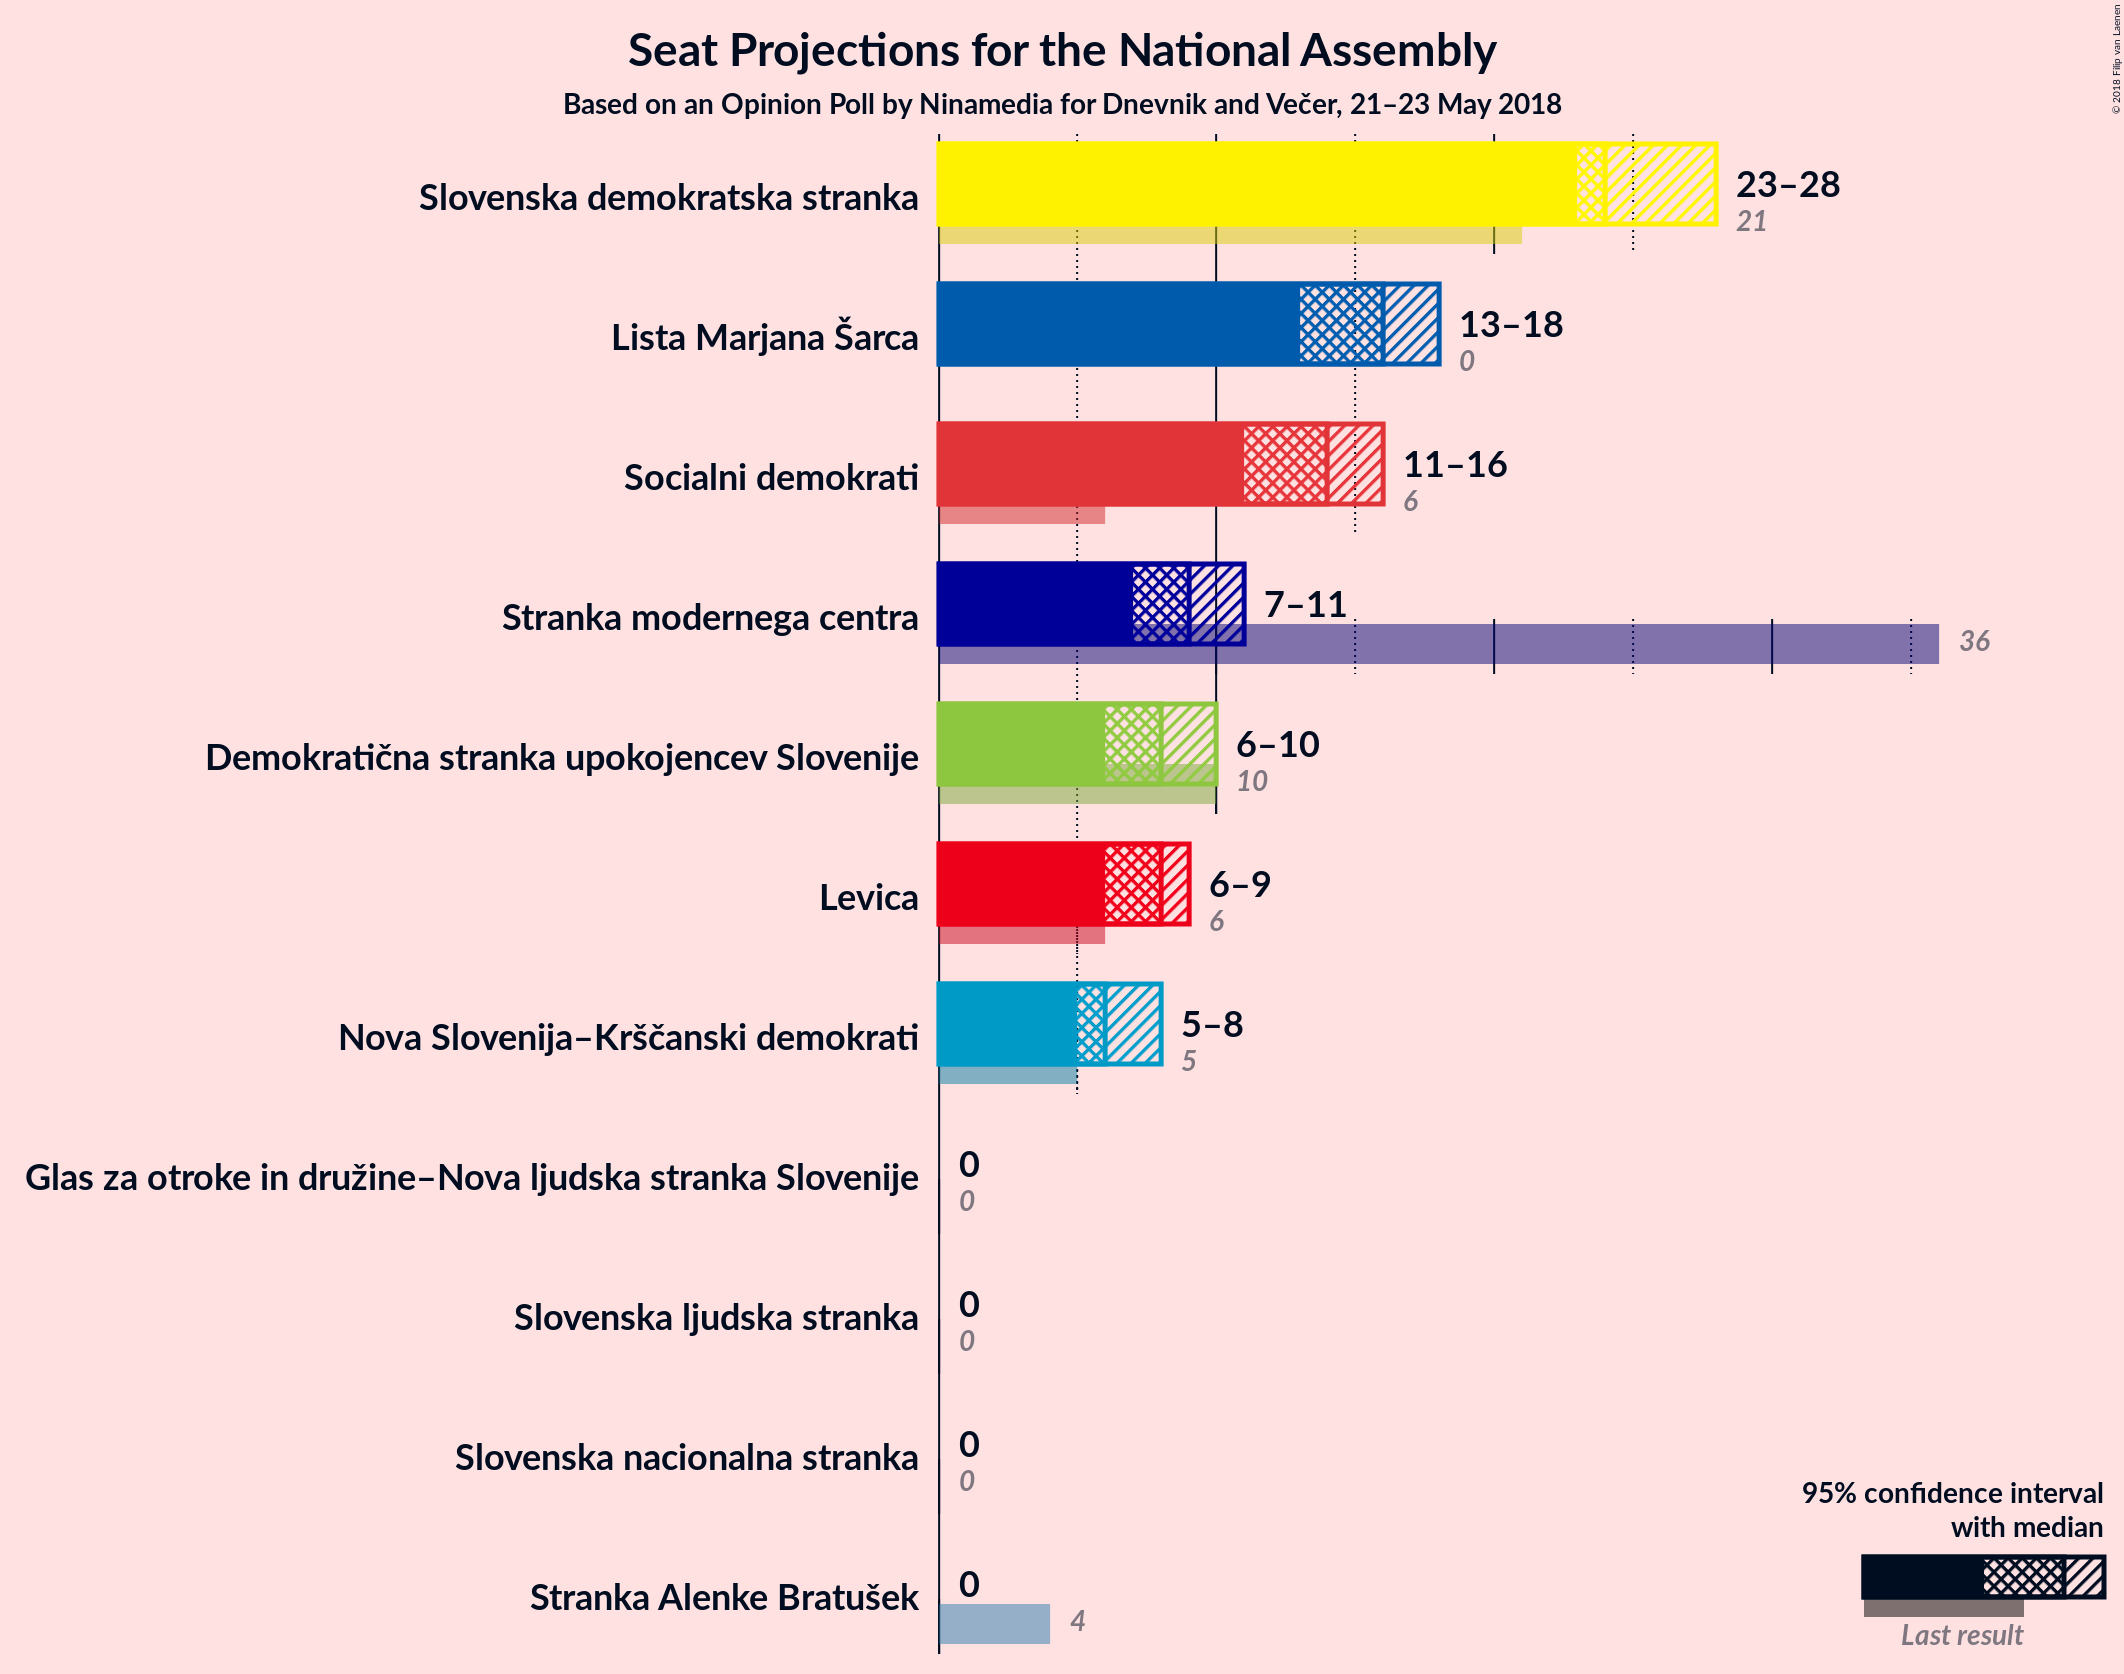 Seat Projections for the National Assembly
Based on an Opinion Poll by Ninamedia for Dnevnik and Večer, 21–23 May 2018
© 2018 Filip van Laenen
Slovenska demokratska stranka
23–28
21
Lista Marjana Šarca
13–18
0
Socialni demokrati
11–16
6
Stranka modernega centra
7–11
36
Demokratična stranka upokojencev Slovenije
6–10
10
Levica
6–9
6
Nova Slovenija–Krščanski demokrati
5–8
5
Glas za otroke in družine–Nova ljudska stranka Slovenije
0
0
Slovenska ljudska stranka
0
0
Slovenska nacionalna stranka
0
0
Stranka Alenke Bratušek
0
4
95% confidence interval
with median
Last result